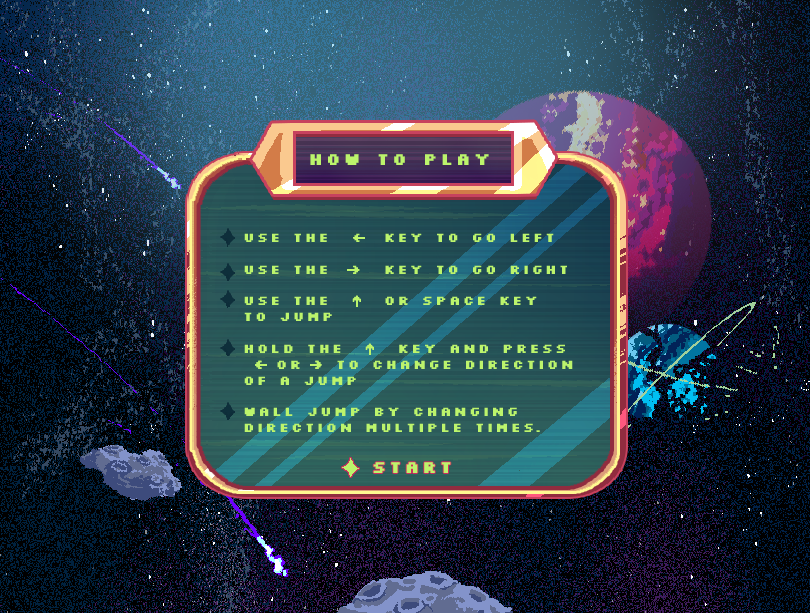 HOW TO PLAY
USE THE ← KEY TO GO LEFT
USE THE → KEY TO GO RIGHT
USE THE ↑ OR SPACE KEY
TO JUMP
HOLD THE ↑ KEY AND PRESS
← OR → TO CHANGE DIRECTION
OF A JUMP
WALL JUMP BY CHANGING
DIRECTION MULTIPLE TIMES.
START